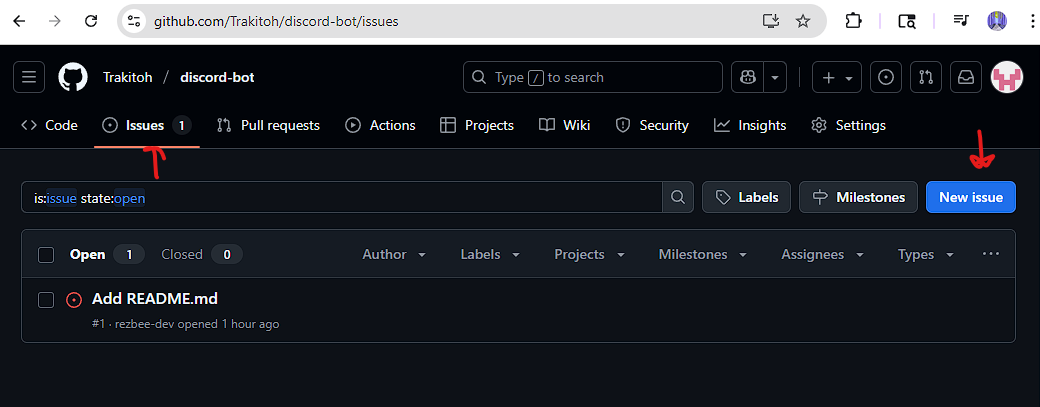 github.com/Trakitoh/discord-bot/issues
Trakitoh / discord-bot
Type / to search
Code Issues 1 Pull requests Actions Projects Wiki Security Insights Settings
is:issue state:open
Labels Milestones New issue
Open 1 Closed 0 Author Labels Projects Milestones Assignees Types
Add README.md
#1 · rezbee-dev opened 1 hour ago